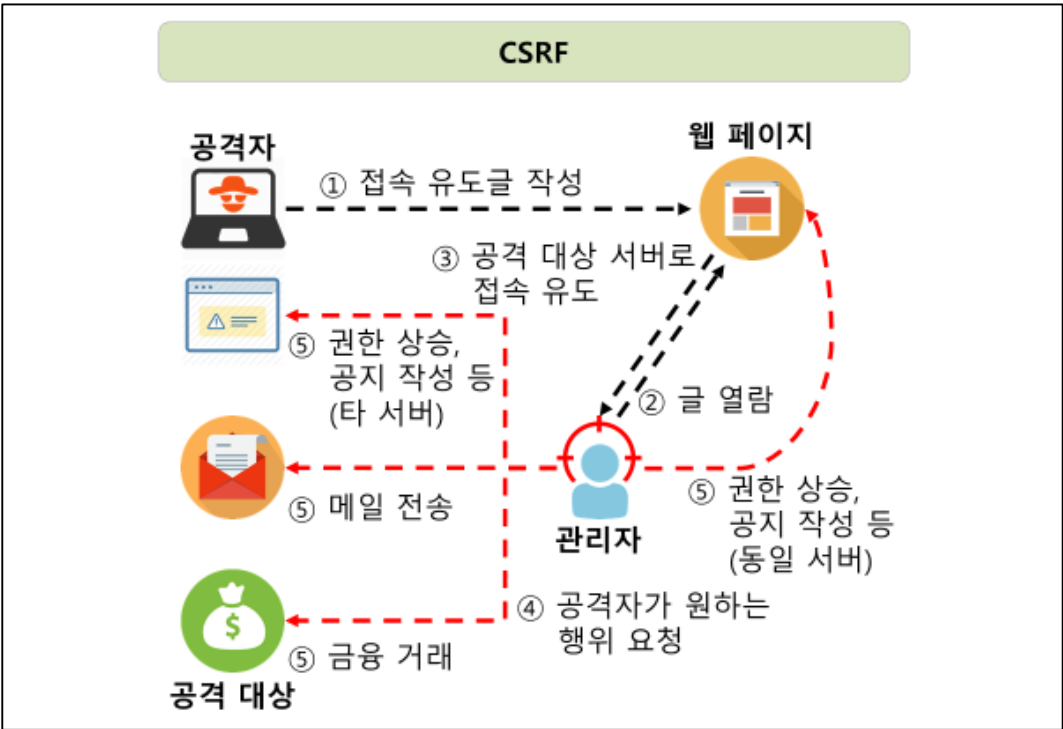 CSRF
공격자
웹 페이지
① 접속 유도글 작성
③ 공격 대상 서버로
접속 유도
⑤ 권한 상승,
공지 작성 등
(타 서버)
② 글 열람
⑤ 메일 전송
관리자
⑤ 권한 상승,
공지 작성 등
(동일 서버)
④ 공격자가 원하는
행위 요청
$
⑤ 금융 거래
공격 대상